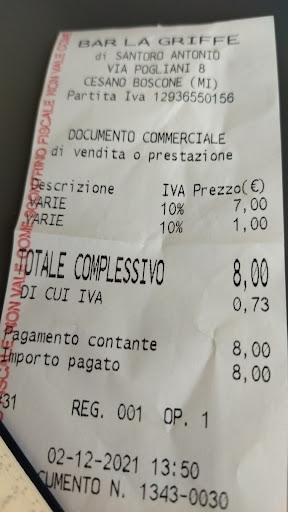 BAR LA GRIFFE
di SANTORO ANTONIO
VIA POGLIANI 8
CESANO BOSCONE (MI)
Partita Iva 12936550156
DOCUMENTO COMMERCIALE
di vendita o prestazione
Descrizione IVA Prezzo(€)
VARIE 10% 7,00
VARIE 10% 1,00
TOTALE COMPLESSIVO 8,00
DI CUI IVA 0,73
Pagamento contante 8,00
Importo pagato 8,00
#31 REG. 001 OP. 1
02-12-2021 13:50
CUMENTO N. 1343-0030